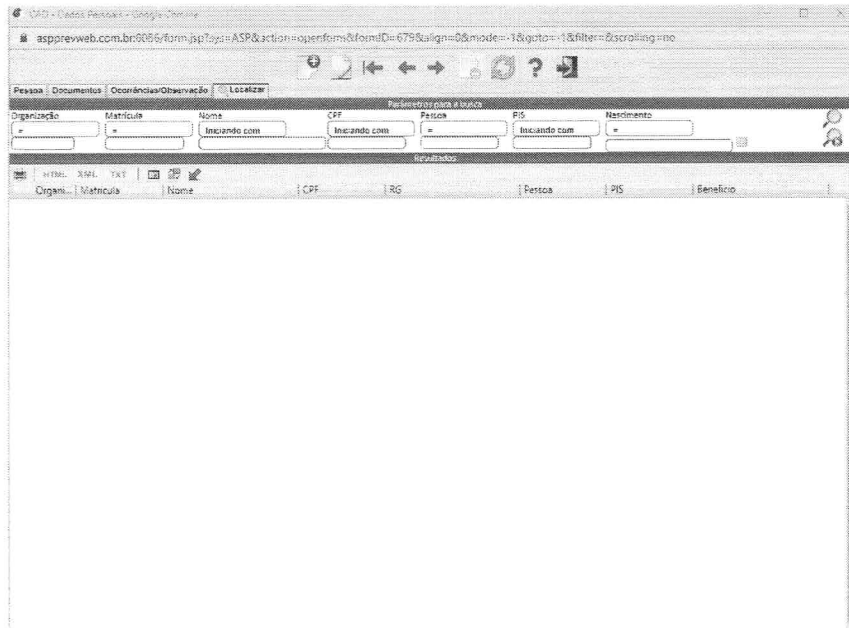 CAD - Dados Pessoais - Google Chrome
aspprevweb.com.br:6086/form.jsp?sys=ASP&action=openform&formID=679&align=0&mode=-1&goto=-1&filter=&scrolling=no
Pessoa Documentos Ocorrências/Observação Localizar
Parâmetros para a busca
Organização Matrícula Nome CPF Pessoa PIS Nascimento
= = Iniciando com Iniciando com = Iniciando com =
Resultados
HTML XML TXT
Organi... Matrícula Nome CPF RG Pessoa PIS Benefício